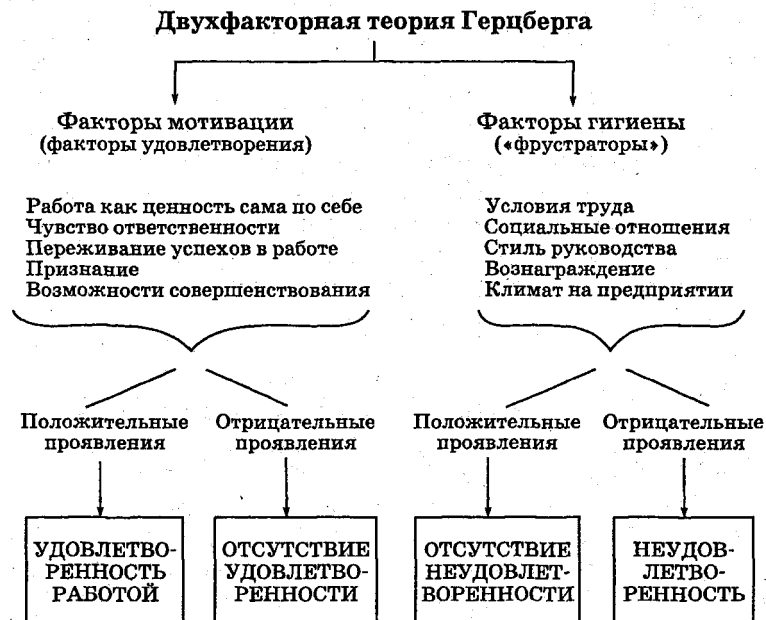 Двухфакторная теория Герцберга
Факторы мотивации
(факторы удовлетворения)
Факторы гигиены
(«фрустраторы»)
Работа как ценность сама по себе
Чувство ответственности
Переживание успехов в работе
Признание
Возможности совершенствования
Условия труда
Социальные отношения
Стиль руководства
Вознаграждение
Климат на предприятии
Положительные
проявления
Отрицательные
проявления
Положительные
проявления
Отрицательные
проявления
УДОВЛЕТВО-
РЕННОСТЬ
РАБОТОЙ
ОТСУТСТВИЕ
УДОВЛЕТВО-
РЕННОСТИ
ОТСУТСТВИЕ
НЕУДОВЛЕТ-
ВОРЕННОСТИ
НЕУДОВ-
ЛЕТВО-
РЕННОСТЬ